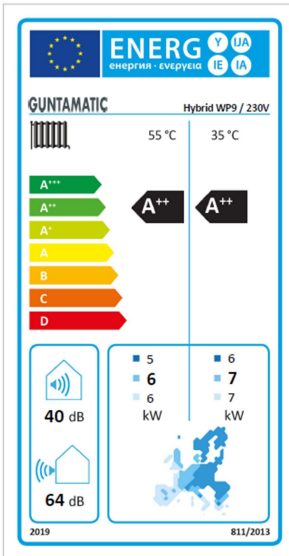 ENERG Y IJA
енергия · ενεργεια IE IA
GUNTAMATIC Hybrid WP9 / 230V
55 °C 35 °C
A+++
A++ A++ A++
A+
A
B
C
D
5 6
6 7
6 7
40 dB kW kW
64 dB
2019 811/2013